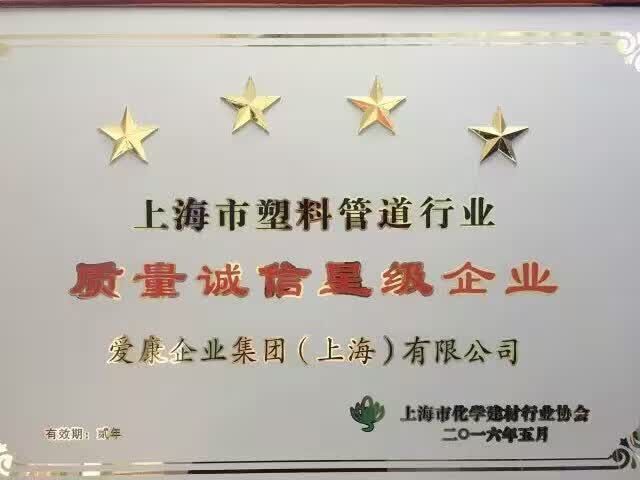 上海市塑料管道行业
质量诚信星级企业
爱康企业集团（上海）有限公司
上海市化学建材行业协会
有效期：贰年
二〇一六年五月